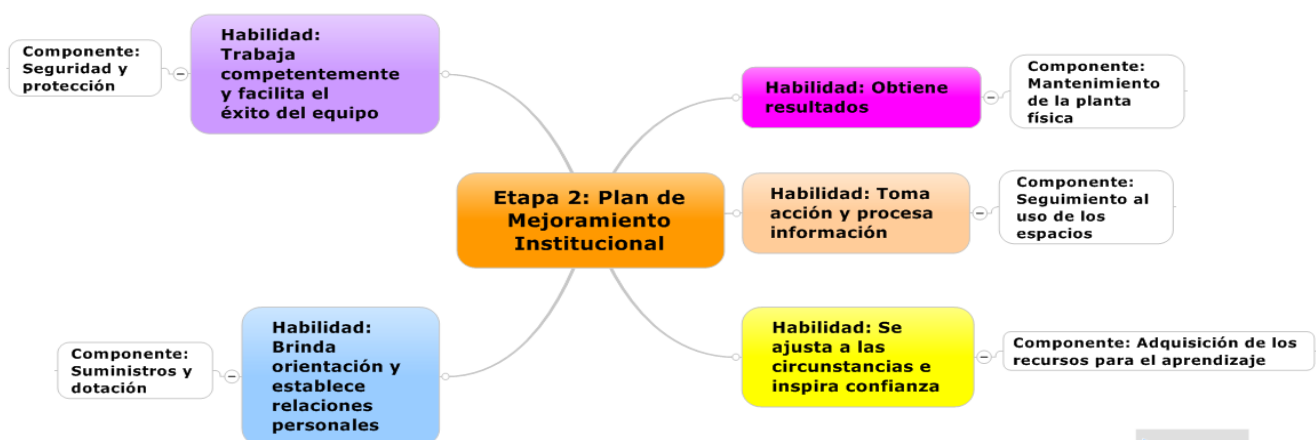 Habilidad:
Trabaja
competentemente
y facilita el
éxito del equipo
Componente:
Seguridad y
protección
Habilidad: Obtiene
resultados
Componente:
Mantenimiento
de la planta
física
Etapa 2: Plan de
Mejoramiento
Institucional
Habilidad: Toma
acción y procesa
información
Componente:
Seguimiento al
uso de los
espacios
Habilidad:
Brinda
orientación y
establece
relaciones
personales
Componente:
Suministros y
dotación
Habilidad: Se
ajusta a las
circunstancias e
inspira confianza
Componente: Adquisición de los
recursos para el aprendizaje